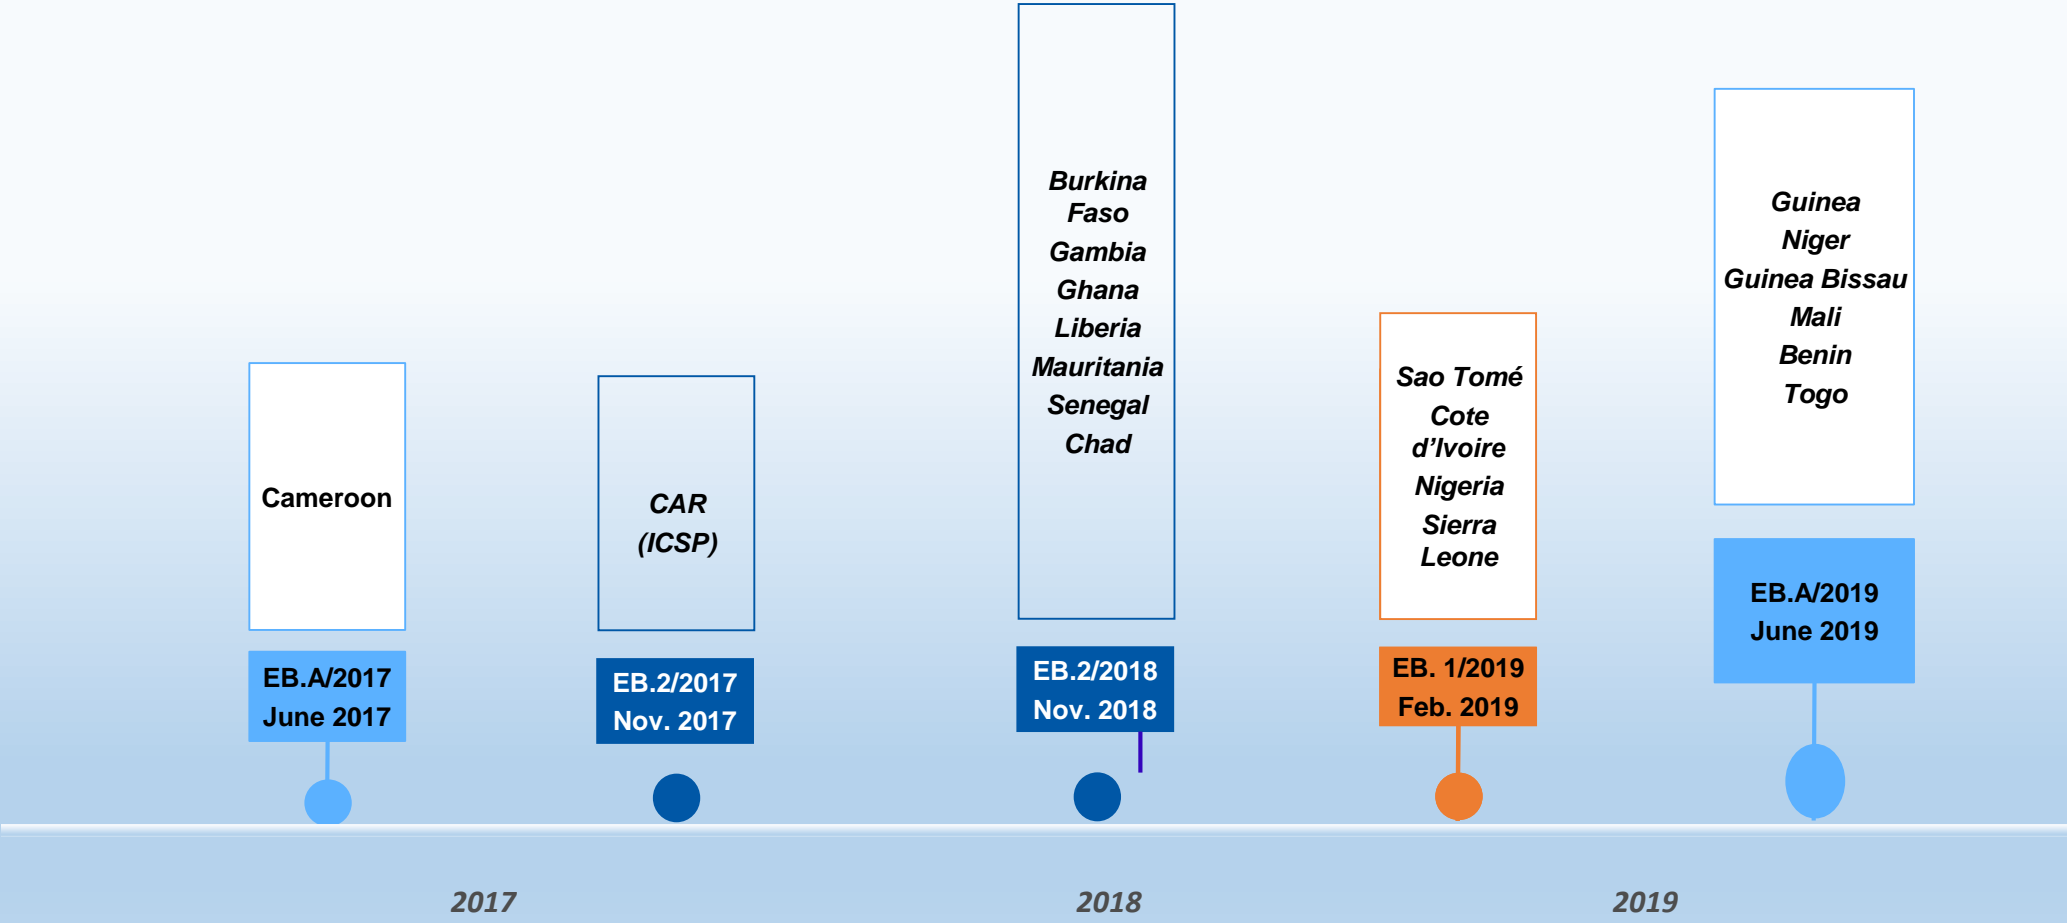 Cameroon
EB.A/2017
June 2017
CAR
(ICSP)
EB.2/2017
Nov. 2017
Burkina
Faso
Gambia
Ghana
Liberia
Mauritania
Senegal
Chad
EB.2/2018
Nov. 2018
Sao Tomé
Cote
d’Ivoire
Nigeria
Sierra
Leone
EB. 1/2019
Feb. 2019
Guinea
Niger
Guinea Bissau
Mali
Benin
Togo
EB.A/2019
June 2019
2017
2018
2019